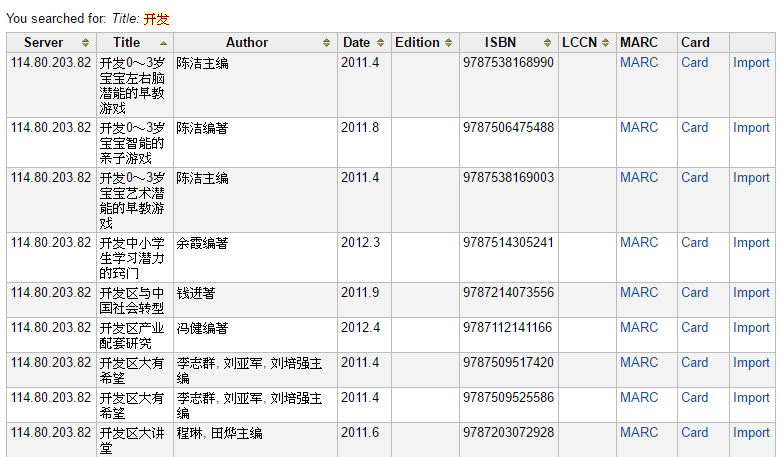 You searched for: Title: 开发
Server Title Author Date Edition ISBN LCCN MARC Card
114.80.203.82 开发0～3岁 陈洁主编 2011.4 9787538168990 MARC Card Import
宝宝左右脑
潜能的早教
游戏
114.80.203.82 开发0～3岁 陈洁编著 2011.8 9787506475488 MARC Card Import
宝宝智能的
亲子游戏
114.80.203.82 开发0～3岁 陈洁主编 2011.4 9787538169003 MARC Card Import
宝宝艺术潜
能的早教游
戏
114.80.203.82 开发中小学 余霞编著 2012.3 9787514305241 MARC Card Import
生学习潜力
的窍门
114.80.203.82 开发区与中 钱进著 2011.9 9787214073556 MARC Card Import
国社会转型
114.80.203.82 开发区产业 冯健编著 2012.4 9787112141166 MARC Card Import
配套研究
114.80.203.82 开发区大有 李志群, 刘亚军, 刘培强主 2011.4 9787509517420 MARC Card Import
希望 编
114.80.203.82 开发区大有 李志群, 刘亚军, 刘培强主 2011.4 9787509525586 MARC Card Import
希望 编
114.80.203.82 开发区大讲 程琳, 田烨主编 2011.6 9787203072928 MARC Card Import
堂